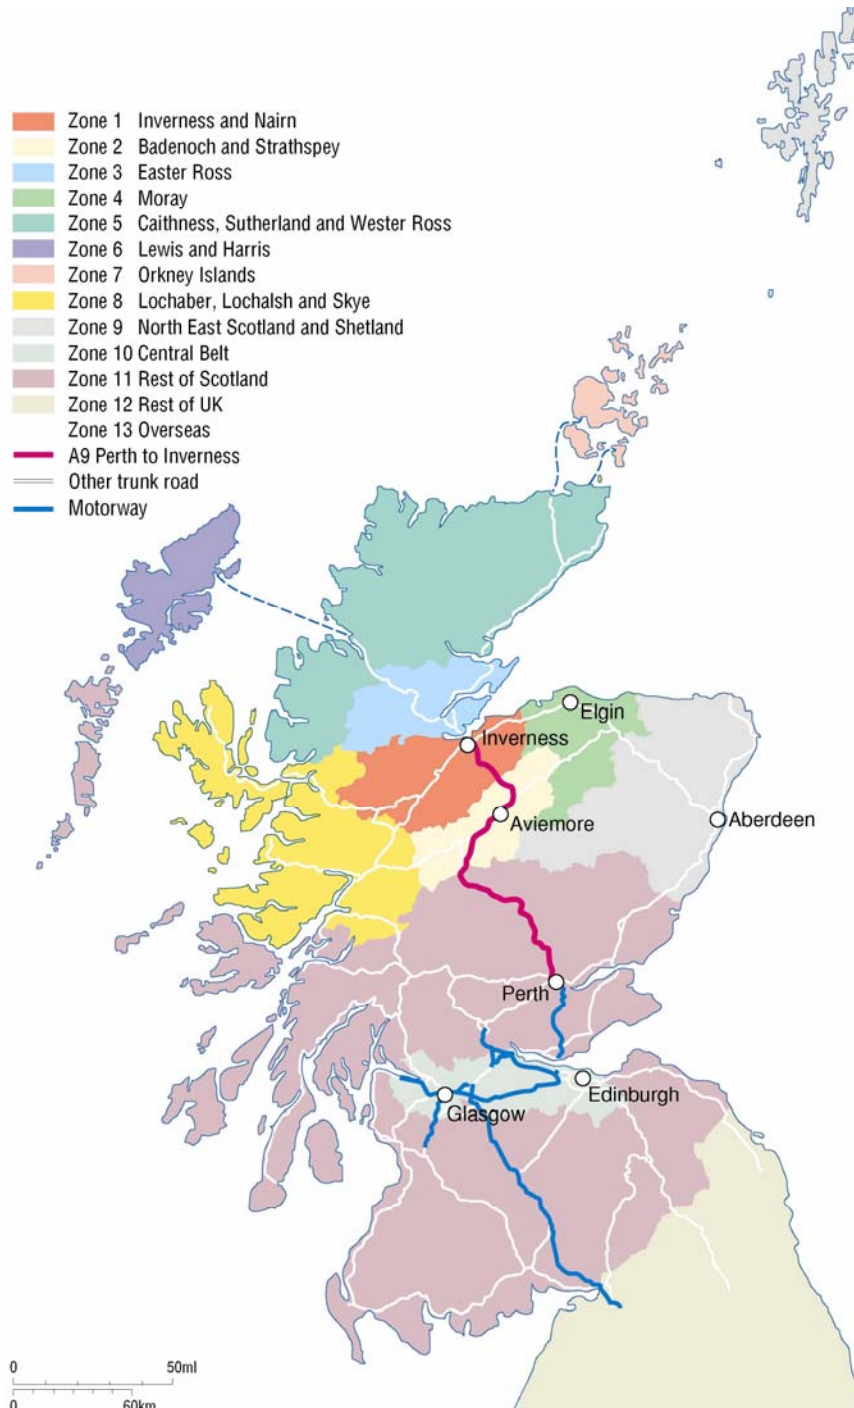 Zone 1 Inverness and Nairn
Zone 2 Badenoch and Strathspey
Zone 3 Easter Ross
Zone 4 Moray
Zone 5 Caithness, Sutherland and Wester Ross
Zone 6 Lewis and Harris
Zone 7 Orkney Islands
Zone 8 Lochaber, Lochalsh and Skye
Zone 9 North East Scotland and Shetland
Zone 10 Central Belt
Zone 11 Rest of Scotland
Zone 12 Rest of UK
Zone 13 Overseas
A9 Perth to Inverness
Other trunk road
Motorway
Elgin
Inverness
Aviemore
Aberdeen
Perth
Edinburgh
Glasgow
0 50ml
0 60km